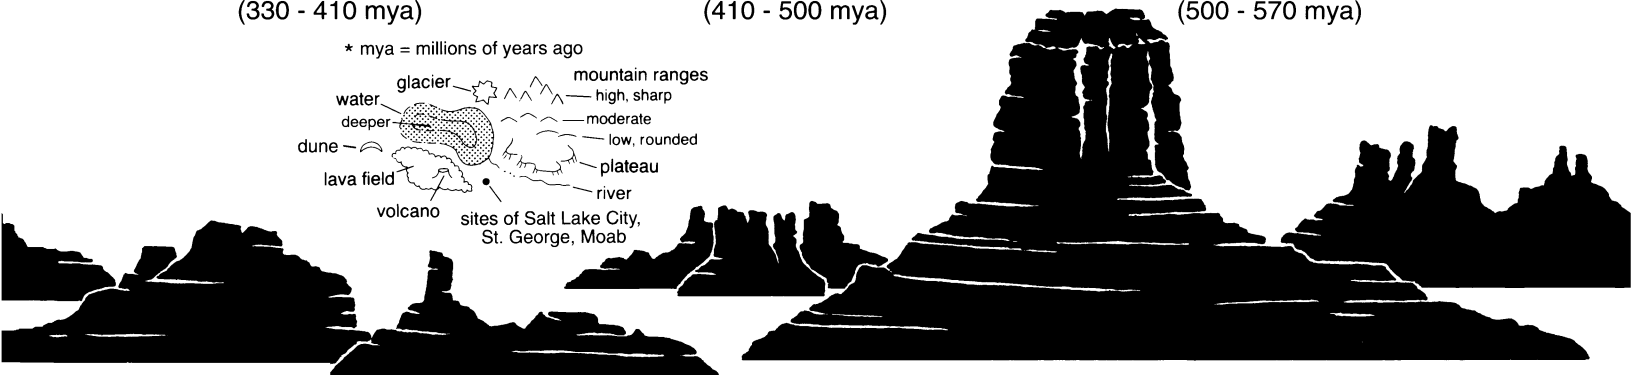 (330 - 410 mya)
(410 - 500 mya)
(500 - 570 mya)
* mya = millions of years ago
glacier
mountain ranges
high, sharp
water
moderate
deeper
low, rounded
dune
plateau
lava field
river
volcano
sites of Salt Lake City,
St. George, Moab